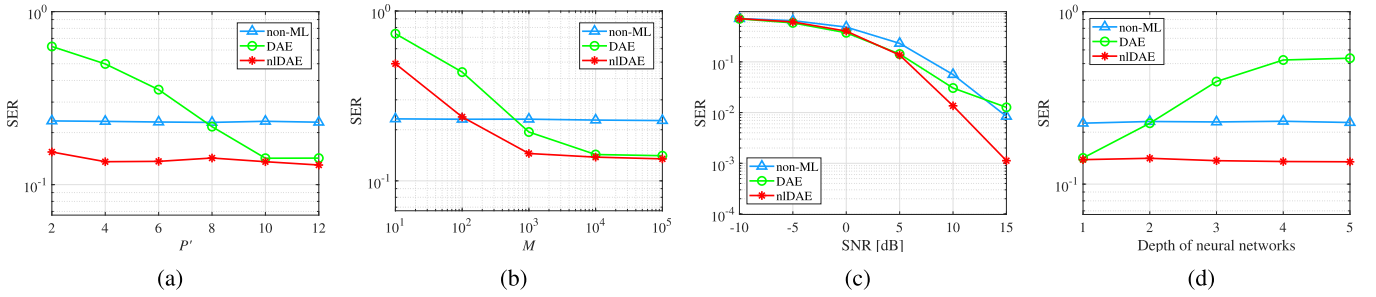 10^0
10^-1
SER
2 4 6 8 10 12
P′
non-ML
DAE
nlDAE
(a)
10^0
10^-1
SER
10^1 10^2 10^3 10^4 10^5
M
non-ML
DAE
nlDAE
(b)
10^-1
10^-2
10^-3
10^-4
SER
-10 -5 0 5 10 15
SNR [dB]
non-ML
DAE
nlDAE
(c)
10^0
10^-1
SER
1 2 3 4 5
Depth of neural networks
non-ML
DAE
nlDAE
(d)